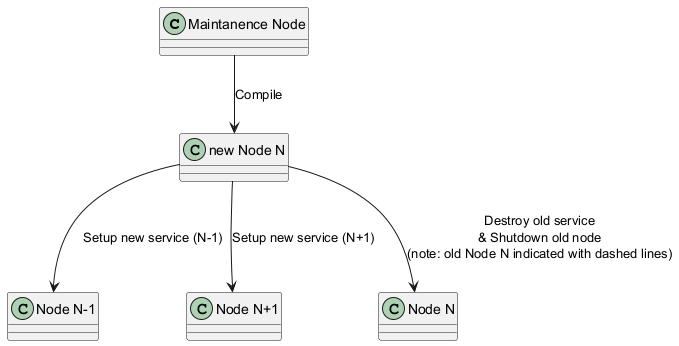 C Maintanence Node
Compile
C new Node N
Setup new service (N-1)
Setup new service (N+1)
Destroy old service
& Shutdown old node
(note: old Node N indicated with dashed lines)
C Node N-1
C Node N+1
C Node N